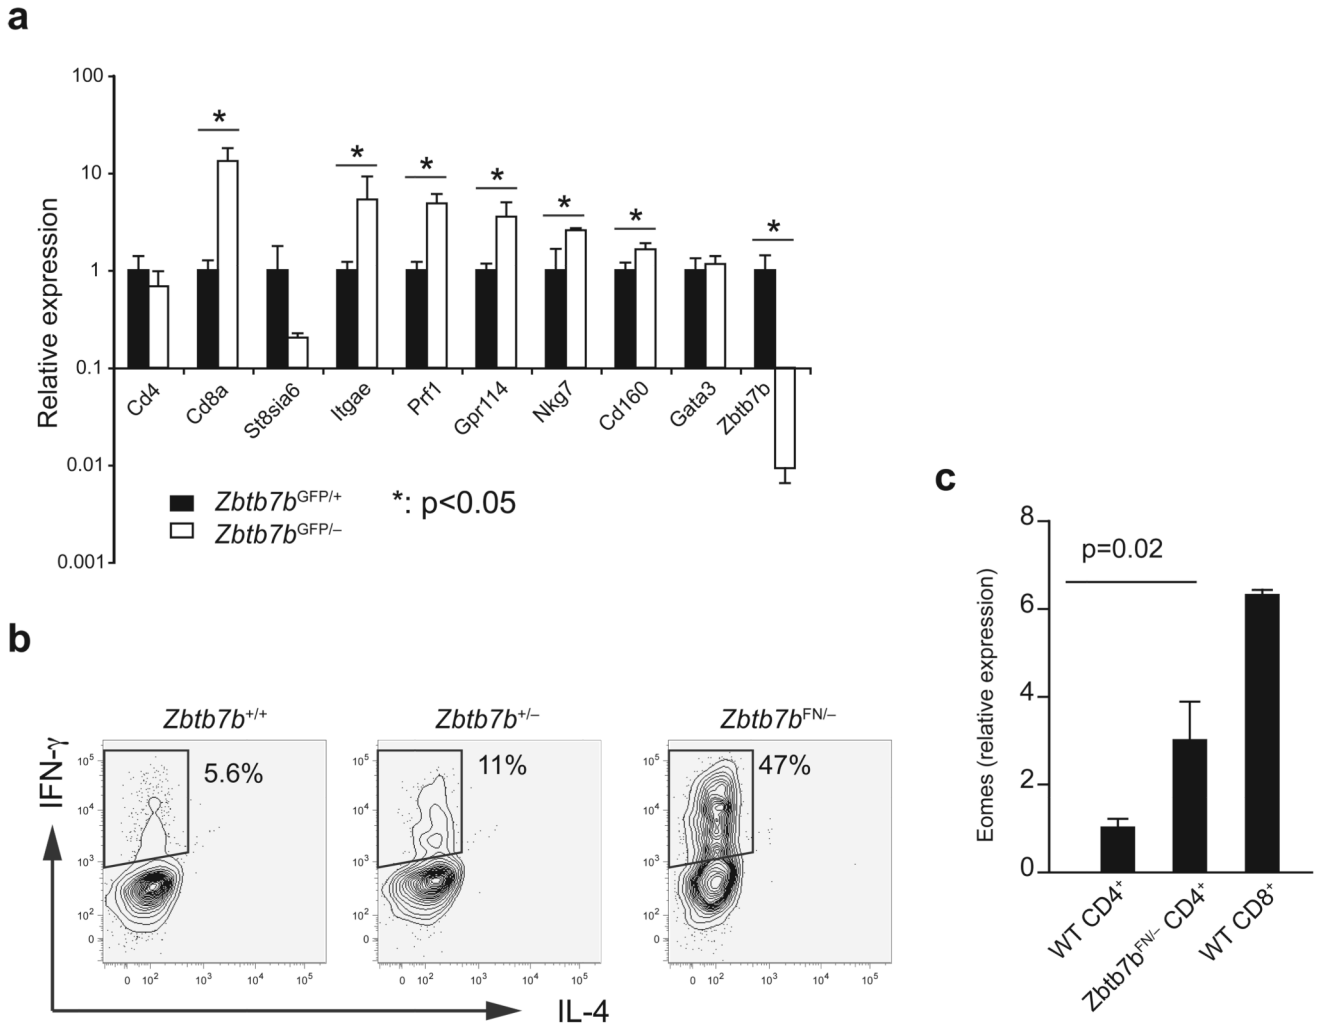 a
100
10
1
0.1
0.01
0.001
Relative expression
* * * * * * *
Cd4 Cd8a St8sia6 Itgae Prf1 Gpr114 Nkg7 Cd160 Gata3 Zbtb7b
Zbtb7bGFP/+ *: p<0.05
Zbtb7bGFP/–
b
Zbtb7b+/+ Zbtb7b+/– Zbtb7bFN/–
IFN-γ
5.6% 11% 47%
10⁵ 10⁵ 10⁵
10⁴ 10⁴ 10⁴
10³ 10³ 10³
10² 10² 10²
0 0 0
0 10² 10³ 10⁴ 10⁵ 0 10² 10³ 10⁴ 10⁵ 0 10² 10³ 10⁴ 10⁵
IL-4
c
8
6
4
2
0
Eomes (relative expression)
p=0.02
WT CD4+ Zbtb7bFN/– CD4+ WT CD8+